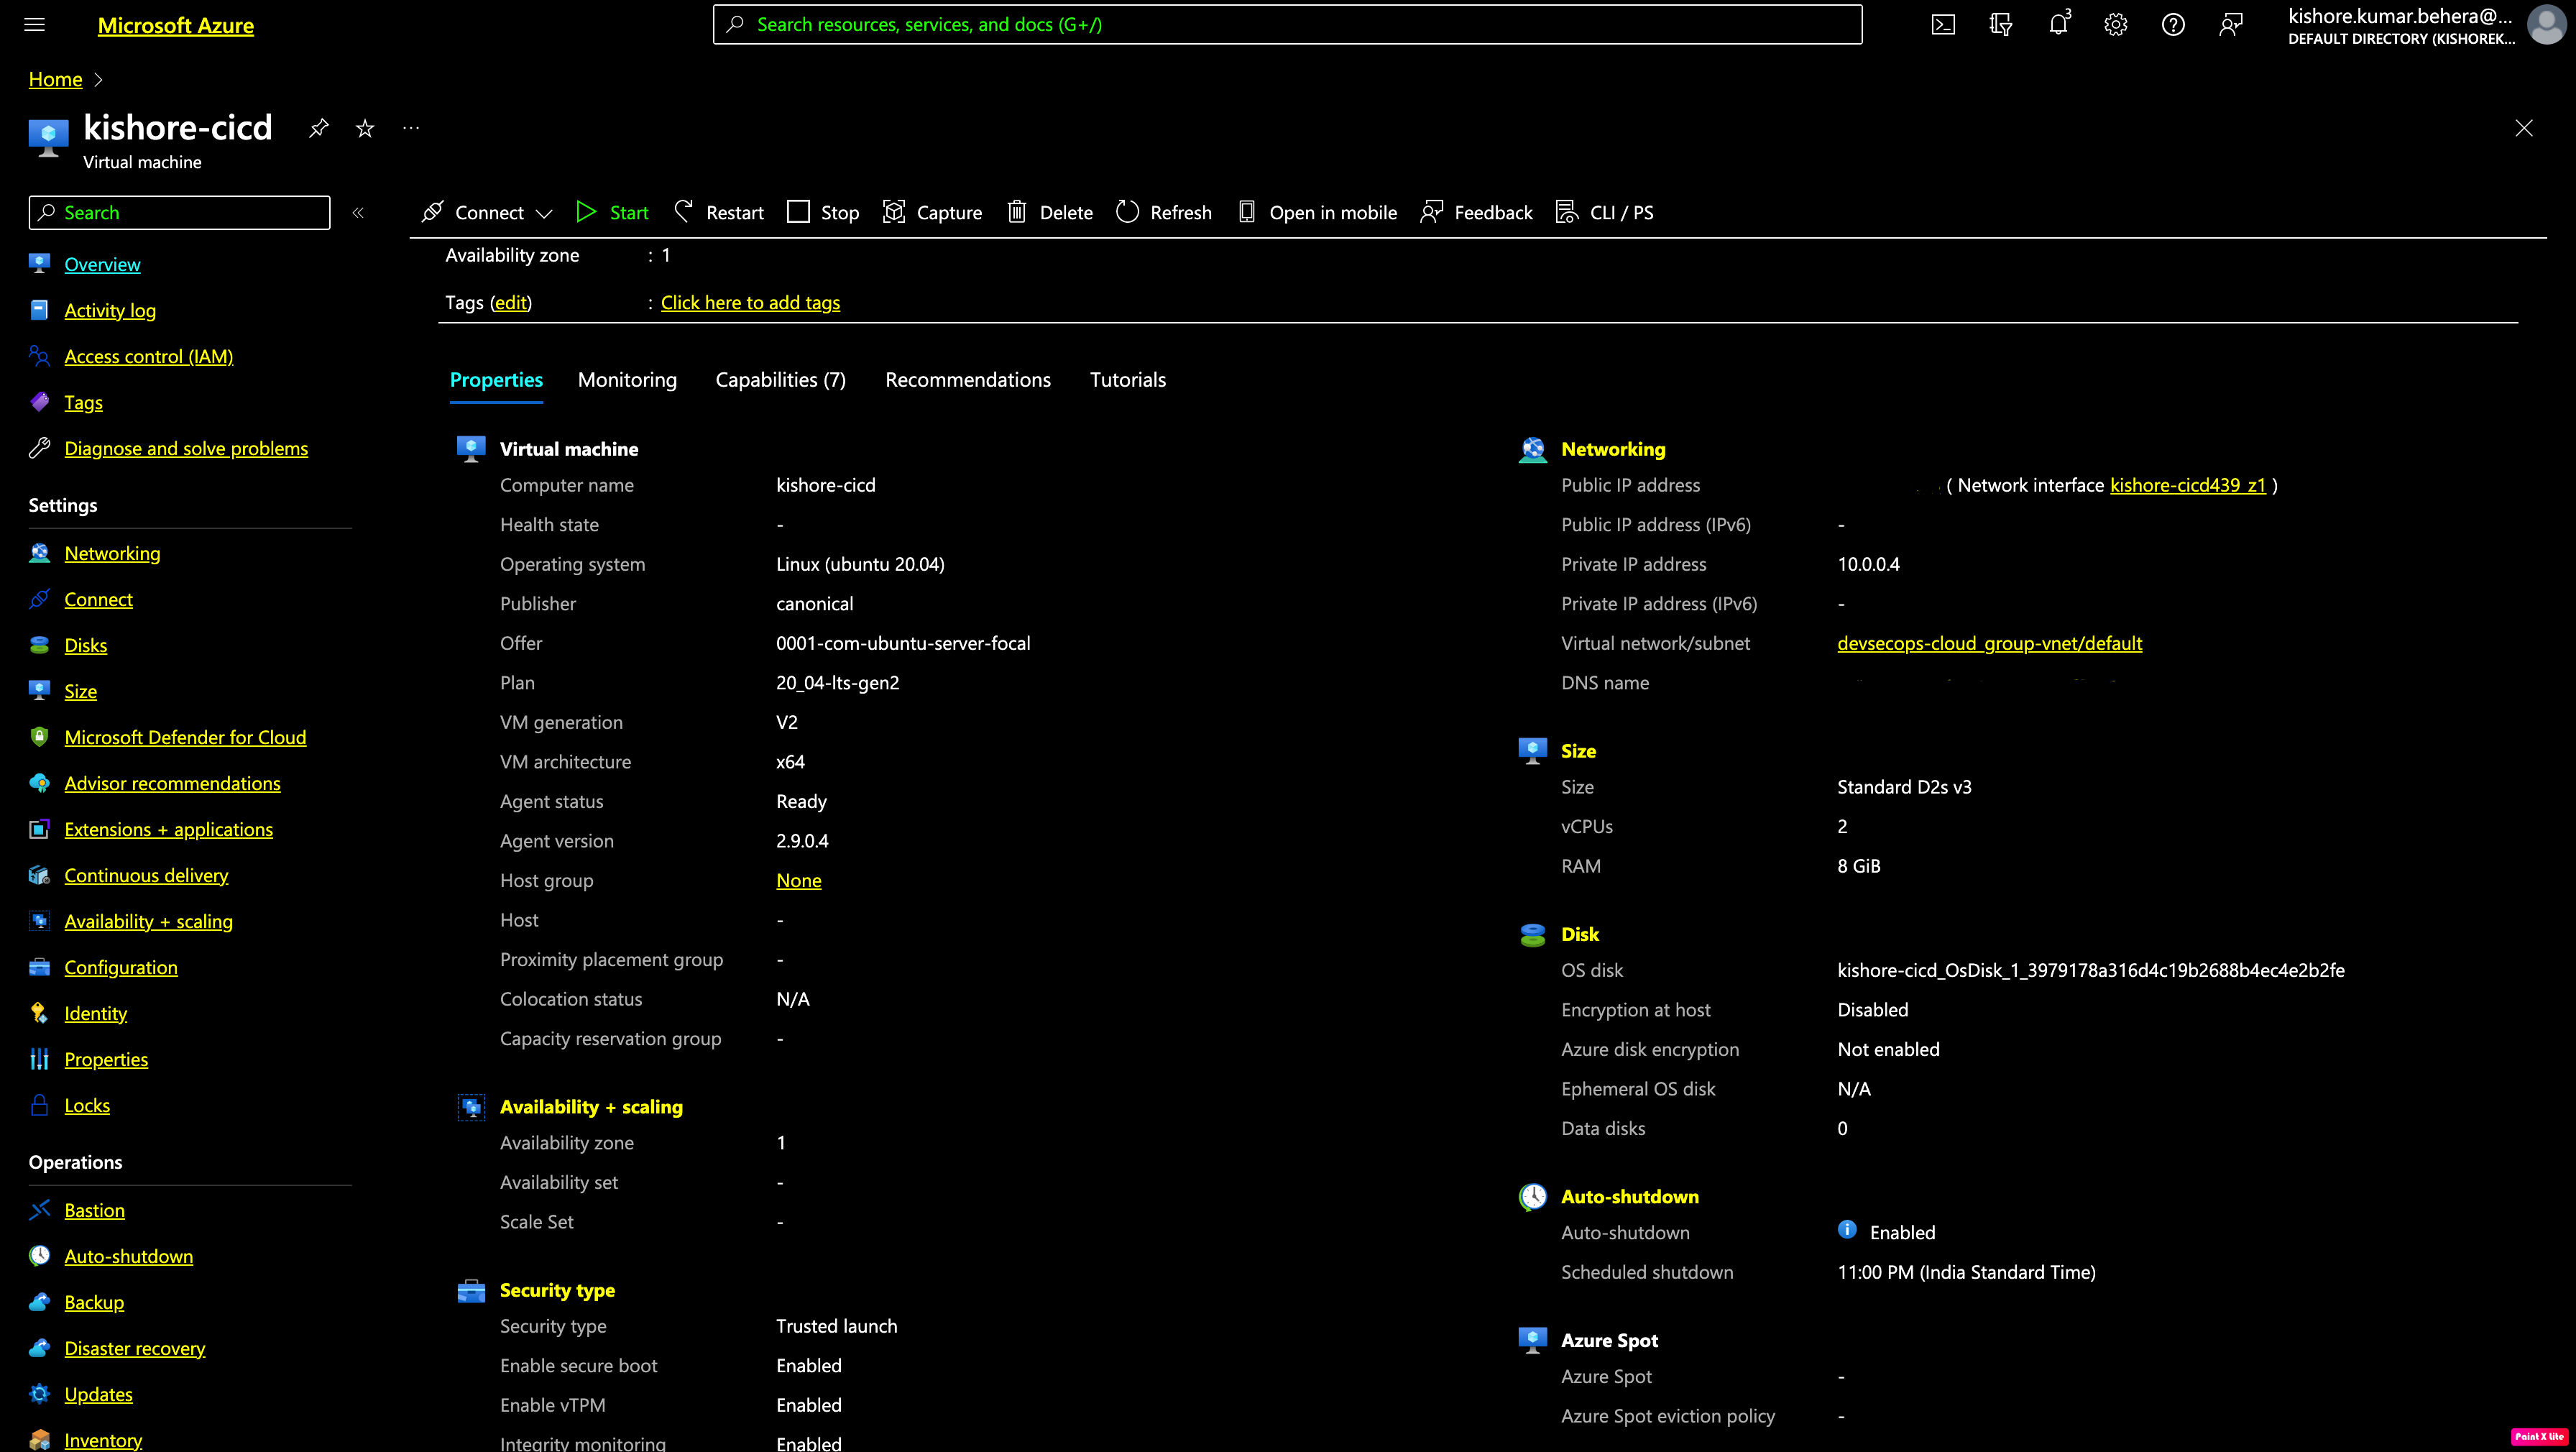 Microsoft Azure
Search resources, services, and docs (G+/)
3
kishore.kumar.behera@...
DEFAULT DIRECTORY (KISHOREK...
Home
kishore-cicd
Virtual machine
Search
Connect
Start
Restart
Stop
Capture
Delete
Refresh
Open in mobile
Feedback
CLI / PS
Overview
Activity log
Access control (IAM)
Tags
Diagnose and solve problems
Settings
Networking
Connect
Disks
Size
Microsoft Defender for Cloud
Advisor recommendations
Extensions + applications
Continuous delivery
Availability + scaling
Configuration
Identity
Properties
Locks
Operations
Bastion
Auto-shutdown
Backup
Disaster recovery
Updates
Inventory
Availability zone : 1
Tags (edit) : Click here to add tags
Properties Monitoring Capabilities (7) Recommendations Tutorials
Virtual machine
Computer name kishore-cicd
Health state -
Operating system Linux (ubuntu 20.04)
Publisher canonical
Offer 0001-com-ubuntu-server-focal
Plan 20_04-lts-gen2
VM generation V2
VM architecture x64
Agent status Ready
Agent version 2.9.0.4
Host group None
Host -
Proximity placement group -
Colocation status N/A
Capacity reservation group -
Availability + scaling
Availability zone 1
Availability set -
Scale Set -
Security type
Security type Trusted launch
Enable secure boot Enabled
Enable vTPM Enabled
Integrity monitoring Enabled
Networking
Public IP address ( Network interface kishore-cicd439_z1 )
Public IP address (IPv6) -
Private IP address 10.0.0.4
Private IP address (IPv6) -
Virtual network/subnet devsecops-cloud_group-vnet/default
DNS name
Size
Size Standard D2s v3
vCPUs 2
RAM 8 GiB
Disk
OS disk kishore-cicd_OsDisk_1_3979178a316d4c19b2688b4ec4e2b2fe
Encryption at host Disabled
Azure disk encryption Not enabled
Ephemeral OS disk N/A
Data disks 0
Auto-shutdown
Auto-shutdown Enabled
Scheduled shutdown 11:00 PM (India Standard Time)
Azure Spot
Azure Spot -
Azure Spot eviction policy -
Paint X Lite